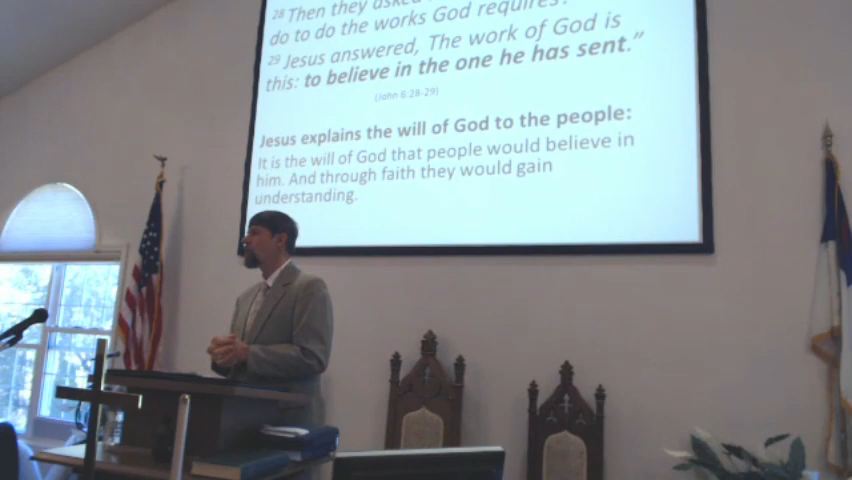 28 Then they asked
do to do the works God requires?
29 Jesus answered, The work of God is
this: to believe in the one he has sent.”
(John 6:28-29)
Jesus explains the will of God to the people:
It is the will of God that people would believe in
him. And through faith they would gain
understanding.